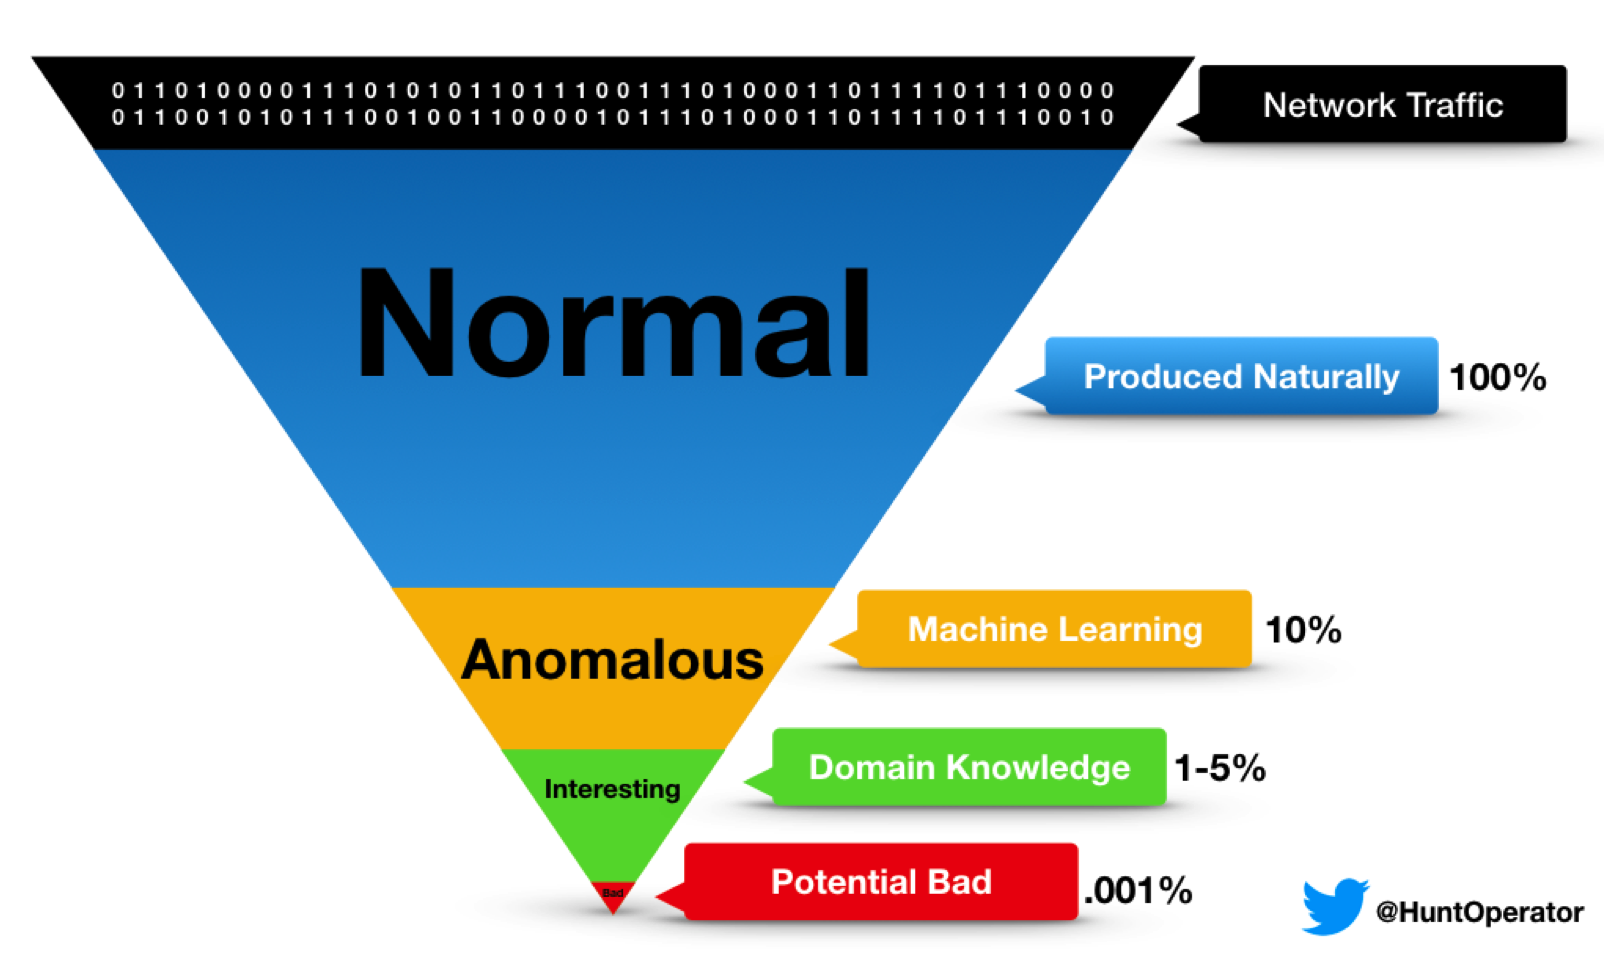 0 1 1 0 1 0 0 0 0 1 1 1 0 1 0 1 0 1 1 0 1 1 1 0 0 1 1 1 0 1 0 0 0 1 1 0 1 1 1 1 0 1 1 1 0 0 0 0
0 1 1 0 0 1 0 1 0 1 1 1 0 0 1 0 0 1 1 0 0 0 0 1 0 1 1 1 0 1 0 0 0 1 1 0 1 1 1 1 0 1 1 1 0 0 1 0
Network Traffic
Normal
Produced Naturally 100%
Anomalous
Machine Learning 10%
Interesting
Domain Knowledge 1-5%
Bad
Potential Bad .001%
@HuntOperator